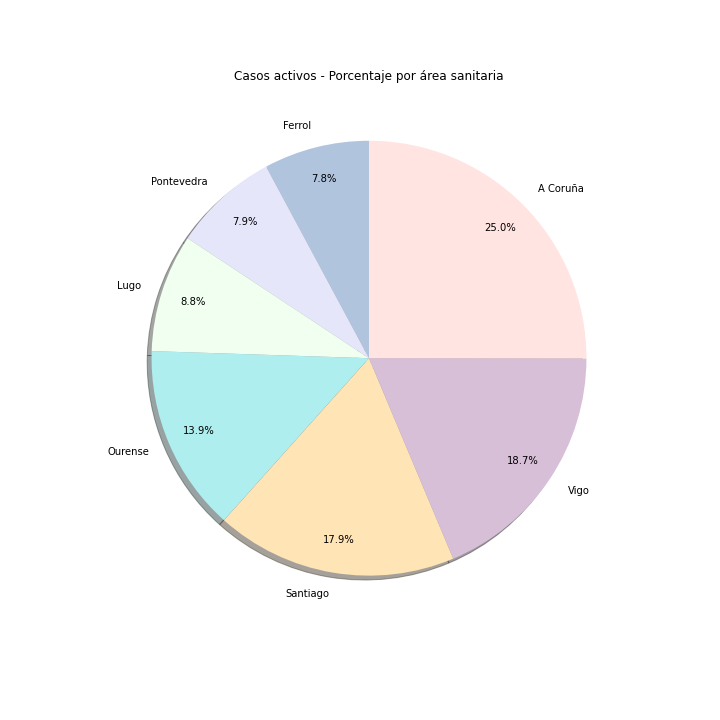 Casos activos - Porcentaje por área sanitaria
Ferrol
7.8%
A Coruña
25.0%
Pontevedra
7.9%
Lugo
8.8%
Ourense
13.9%
Santiago
17.9%
Vigo
18.7%